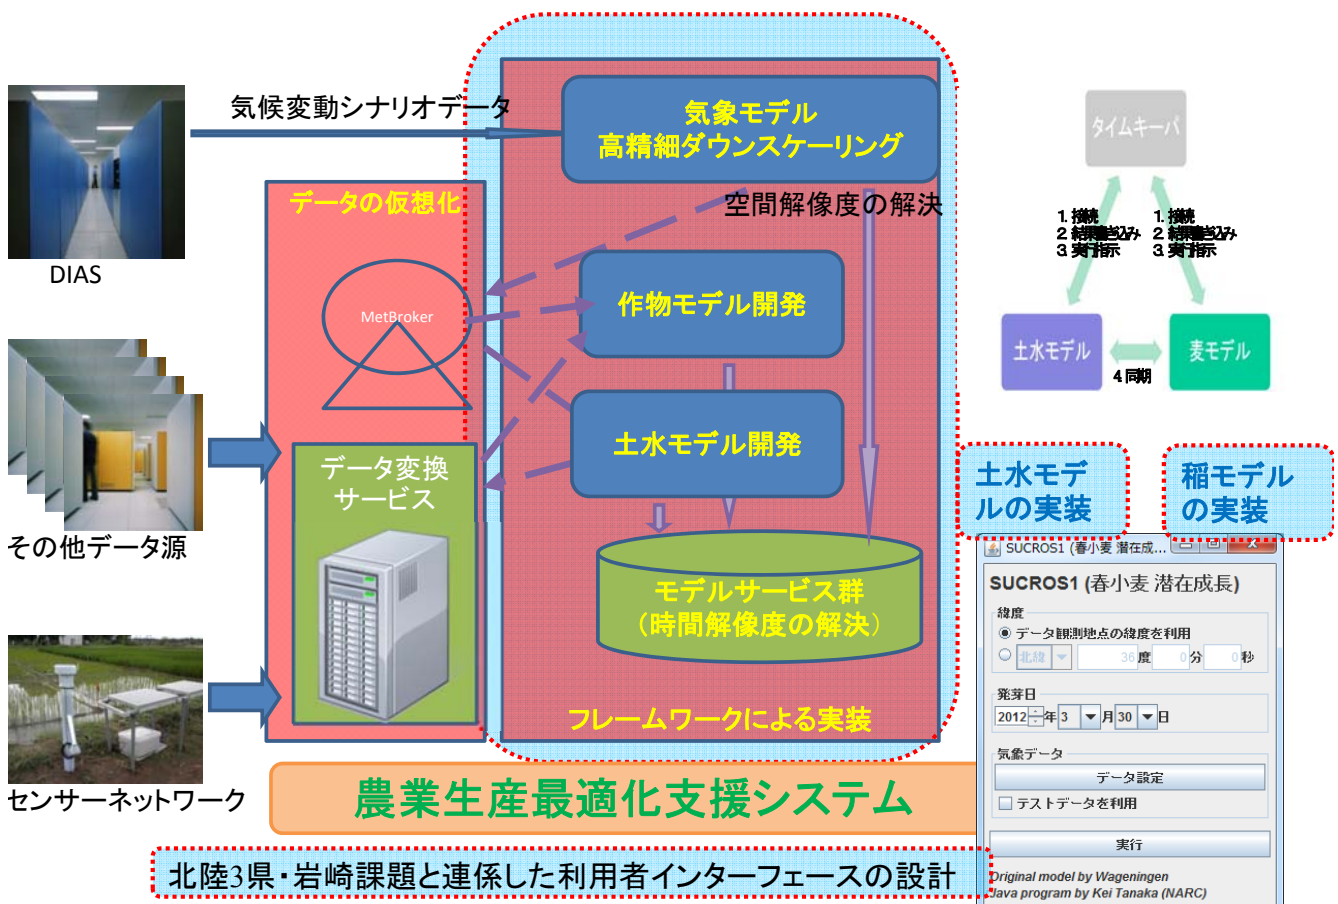 気候変動シナリオデータ
DIAS
その他データ源
センサーネットワーク
データの仮想化
MetBroker
データ変換
サービス
気象モデル
高精細ダウンスケーリング
空間解像度の解決
作物モデル開発
土水モデル開発
モデルサービス群
(時間解像度の解決)
フレームワークによる実装
農業生産最適化支援システム
北陸3県・岩崎課題と連係した利用者インターフェースの設計
タイムキーパ
1. 接続
2. 結果書き込み
3. 実行指示
1. 接続
2. 結果書き込み
3. 実行指示
土水モデル
麦モデル
4. 同期
土水モデ
ルの実装
稲モデル
の実装
SUCROS1 (春小麦 潜在成...
SUCROS1 (春小麦 潜在成長)
緯度
データ観測地点の緯度を利用
北緯 36 度 0 分 0 秒
発芽日
2012 年 3 月 30 日
気象データ
データ設定
テストデータを利用
実行
Original model by Wageningen
Java program by Kei Tanaka (NARC)